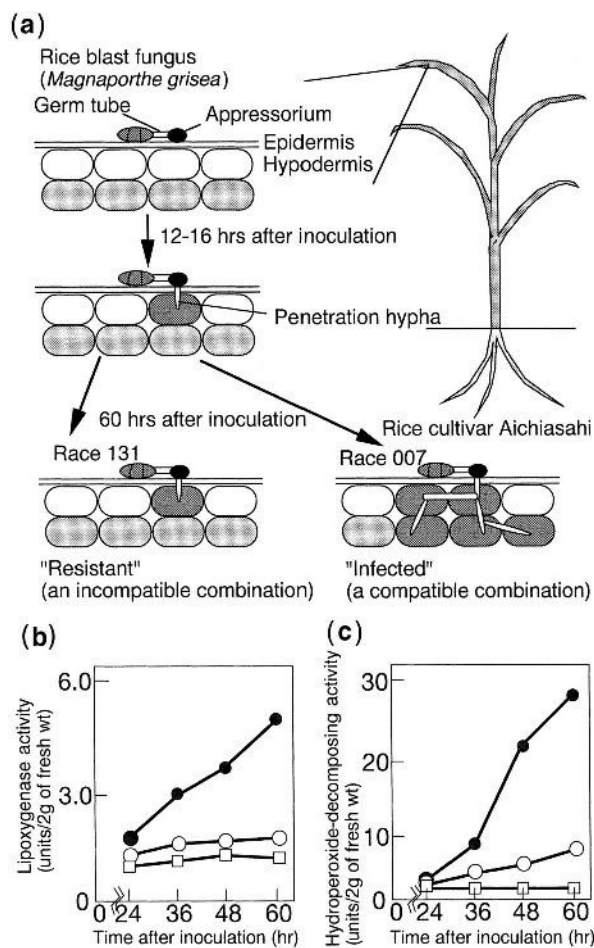 (a)
Rice blast fungus
(Magnaporthe grisea)
Germ tube
Appressorium
Epidermis
Hypodermis
12-16 hrs after inoculation
Penetration hypha
60 hrs after inoculation
Rice cultivar Aichiasahi
Race 131
Race 007
"Resistant"
(an incompatible combination)
"Infected"
(a compatible combination)
(b)
Lipoxygenase activity
(units/2g of fresh wt)
6.0
3.0
0
0 24 36 48 60
Time after inoculation (hr)
(c)
Hydroperoxide-decomposing activity
(units/2g of fresh wt)
30
20
10
0
0 24 36 48 60
Time after inoculation (hr)